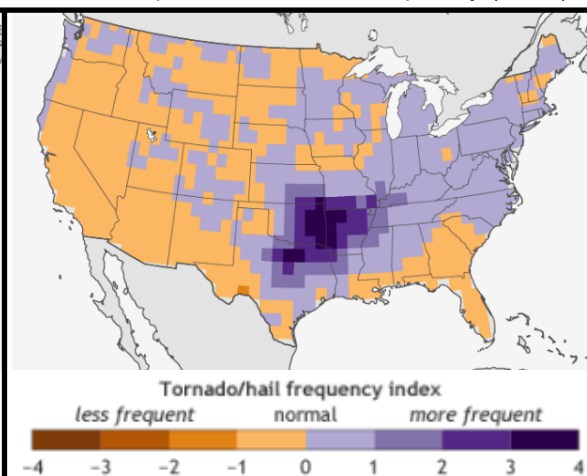 Tornado/hail frequency index
less frequent normal more frequent
-4 -3 -2 -1 0 1 2 3 4